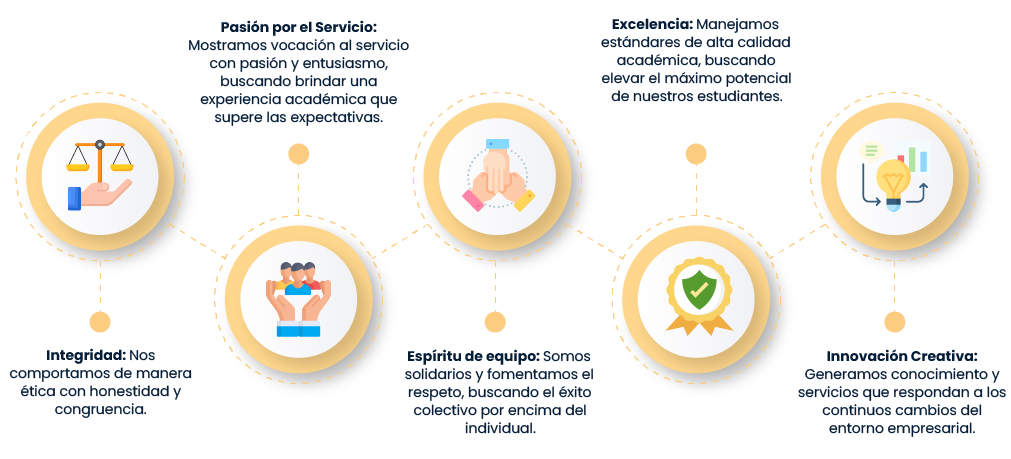 Integridad: Nos
comportamos de manera
ética con honestidad y
congruencia.
Pasión por el Servicio:
Mostramos vocación al servicio
con pasión y entusiasmo,
buscando brindar una
experiencia académica que
supere las expectativas.
Espíritu de equipo: Somos
solidarios y fomentamos el
respeto, buscando el éxito
colectivo por encima del
individual.
Excelencia: Manejamos
estándares de alta calidad
académica, buscando
elevar el máximo potencial
de nuestros estudiantes.
Innovación Creativa:
Generamos conocimiento y
servicios que respondan a los
continuos cambios del
entorno empresarial.